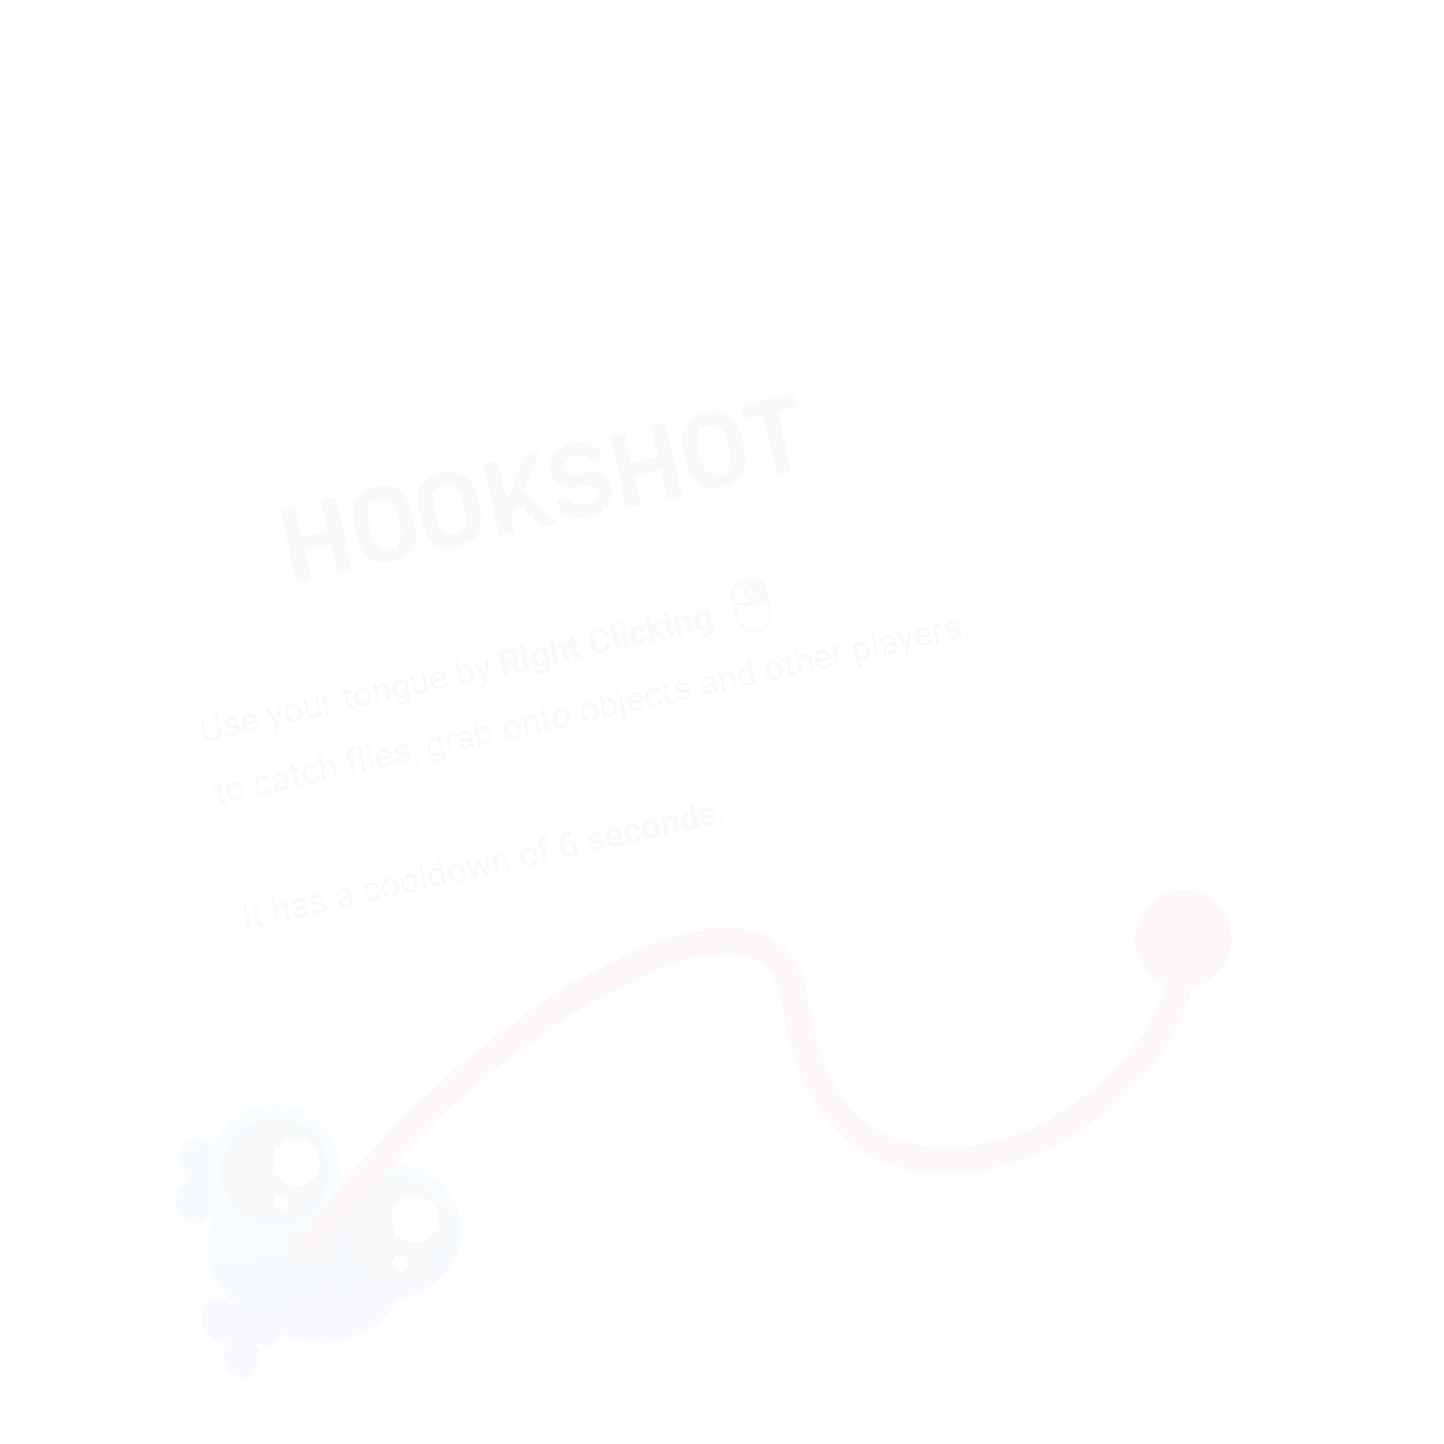 HOOKSHOT
Use your tongue by Right Clicking
to catch flies, grab onto objects and other players.
It has a cooldown of 6 seconds.